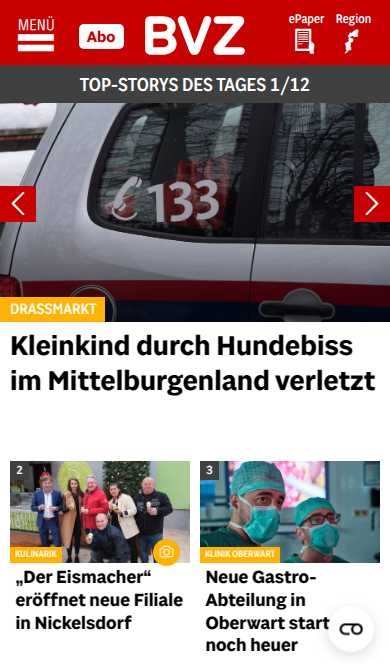 MENÜ
Abo
BVZ
ePaper
Region
TOP-STORYS DES TAGES 1/12
133
DRASSMARKT
Kleinkind durch Hundebiss
im Mittelburgenland verletzt
2
KULINARIK
„Der Eismacher“
eröffnet neue Filiale
in Nickelsdorf
3
KLINIK OBERWART
Neue Gastro-
Abteilung in
Oberwart start
noch heuer